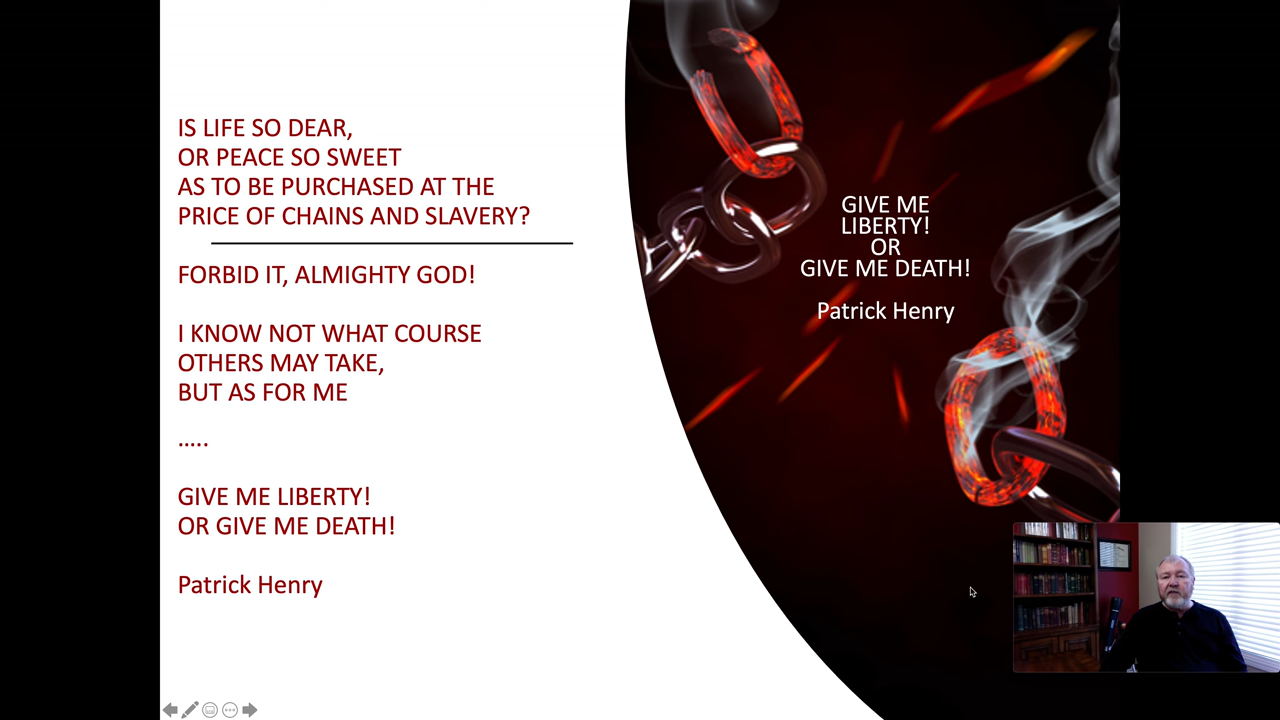 IS LIFE SO DEAR,
OR PEACE SO SWEET
AS TO BE PURCHASED AT THE
PRICE OF CHAINS AND SLAVERY?
FORBID IT, ALMIGHTY GOD!
I KNOW NOT WHAT COURSE
OTHERS MAY TAKE,
BUT AS FOR ME
.....
GIVE ME LIBERTY!
OR GIVE ME DEATH!
Patrick Henry
GIVE ME
LIBERTY!
OR
GIVE ME DEATH!
Patrick Henry